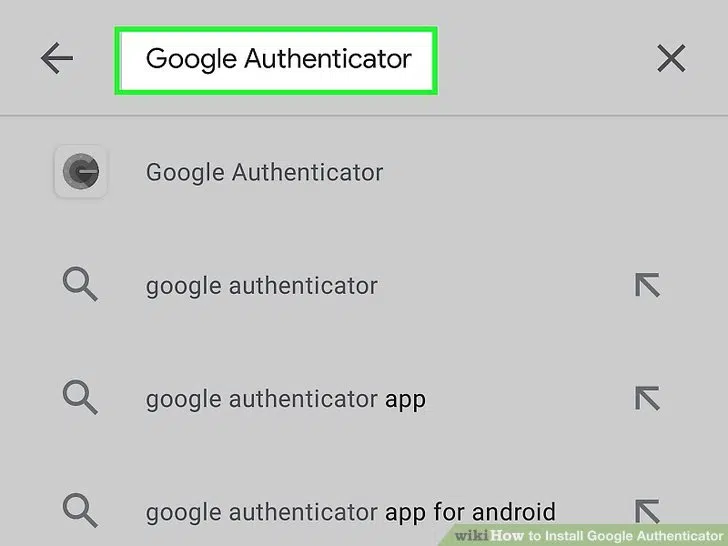 Google Authenticator
Google Authenticator
google authenticator
google authenticator app
google authenticator app for android
wikiHow to Install Google Authenticator